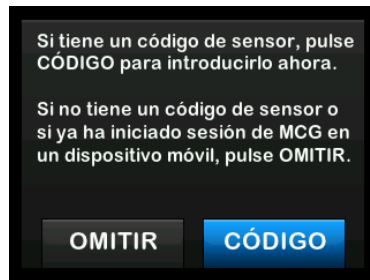 Si tiene un código de sensor, pulse
CÓDIGO para introducirlo ahora.
Si no tiene un código de sensor o
si ya ha iniciado sesión de MCG en
un dispositivo móvil, pulse OMITIR.
OMITIR
CÓDIGO